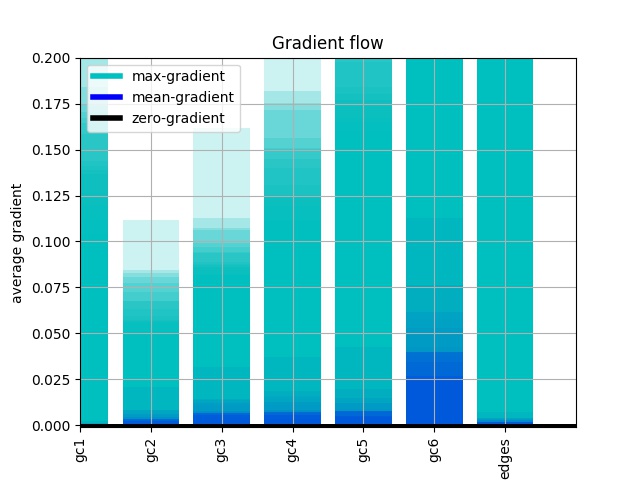 Gradient flow
max-gradient
mean-gradient
zero-gradient
average gradient
0.200
0.175
0.150
0.125
0.100
0.075
0.050
0.025
0.000
gc1
gc2
gc3
gc4
gc5
gc6
edges